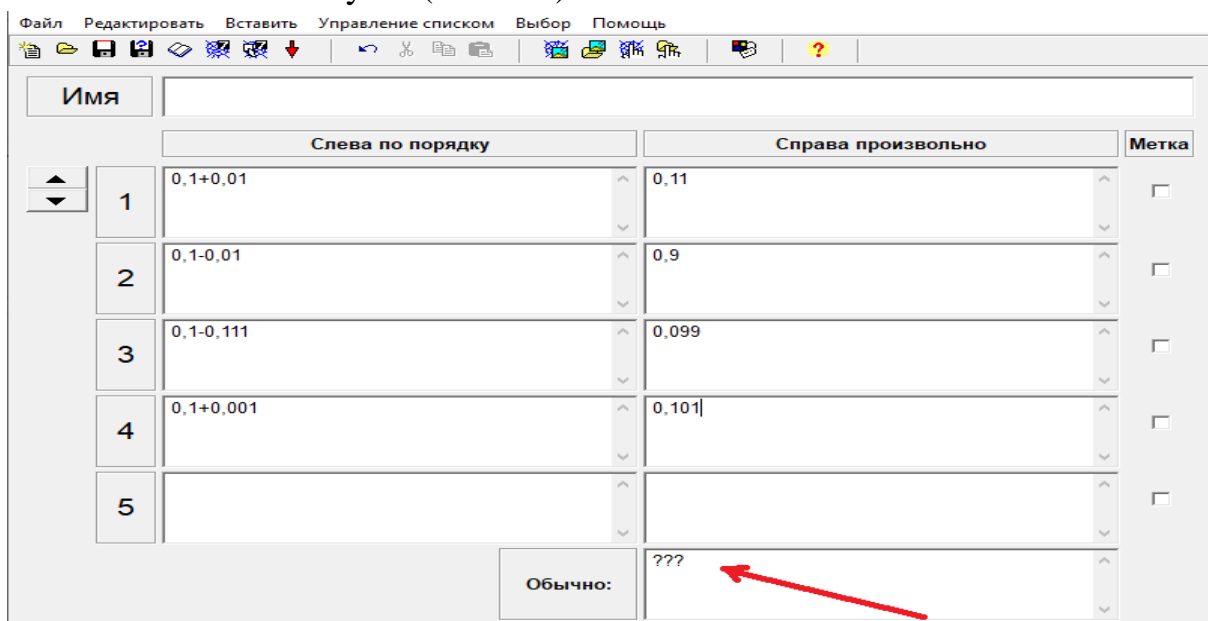 Файл Редактировать Вставить Управление списком Выбор Помощь
Имя
Слева по порядку Справа произвольно Метка
1 0,1+0,01 0,11
2 0,1-0,01 0,9
3 0,1-0,111 0,099
4 0,1+0,001 0,101
5
Обычно: ???